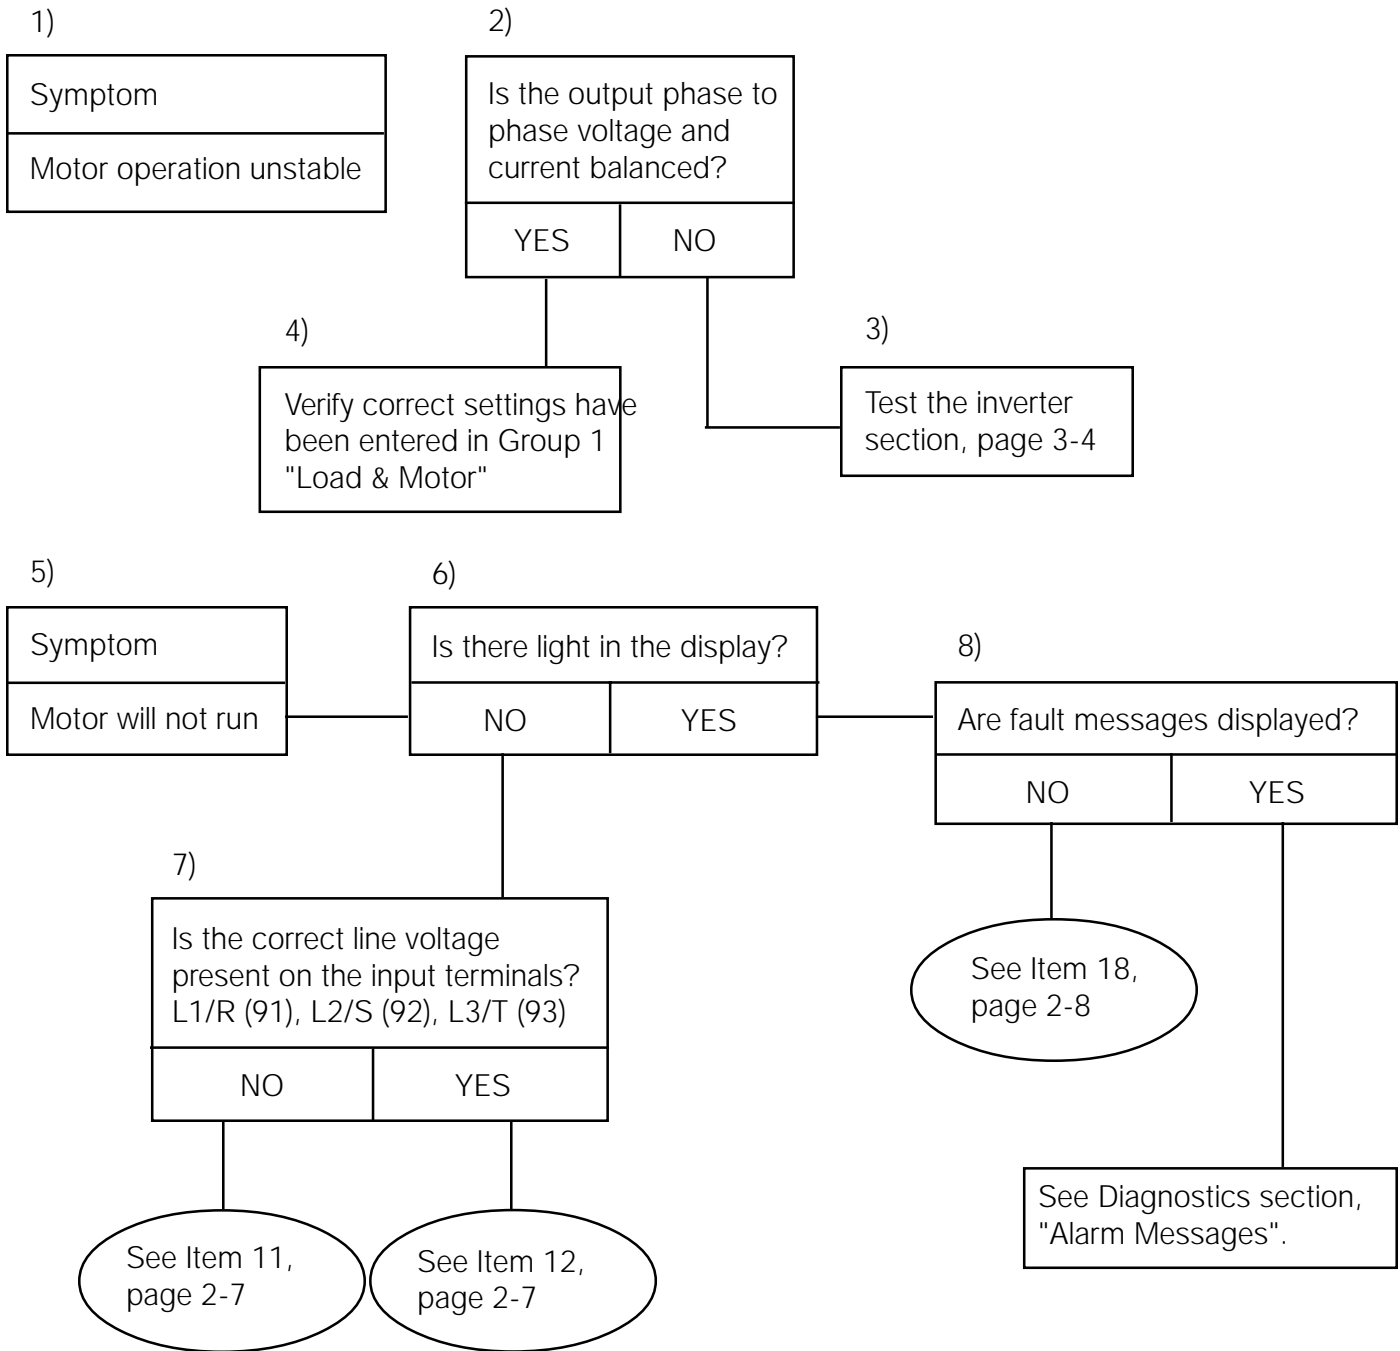 1)
Symptom
Motor operation unstable
2)
Is the output phase to
phase voltage and
current balanced?
YES
NO
4)
Verify correct settings have
been entered in Group 1
"Load & Motor"
3)
Test the inverter
section, page 3-4
5)
Symptom
Motor will not run
6)
Is there light in the display?
NO
YES
8)
Are fault messages displayed?
NO
YES
7)
Is the correct line voltage
present on the input terminals?
L1/R (91), L2/S (92), L3/T (93)
NO
YES
See Item 18,
page 2-8
See Diagnostics section,
"Alarm Messages".
See Item 11,
page 2-7
See Item 12,
page 2-7